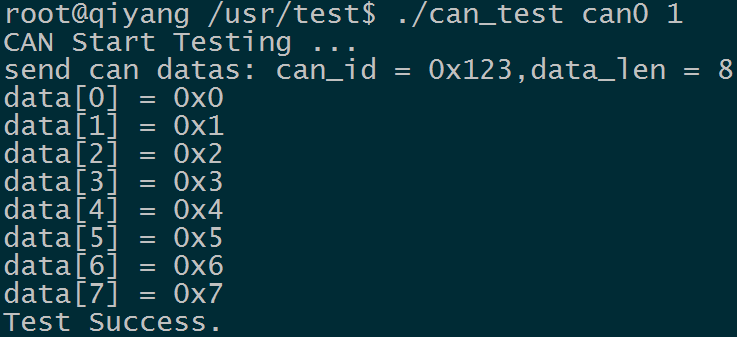 root@qiyang /usr/test$ ./can_test can0 1
CAN Start Testing ...
send can datas: can_id = 0x123,data_len = 8
data[0] = 0x0
data[1] = 0x1
data[2] = 0x2
data[3] = 0x3
data[4] = 0x4
data[5] = 0x5
data[6] = 0x6
data[7] = 0x7
Test Success.